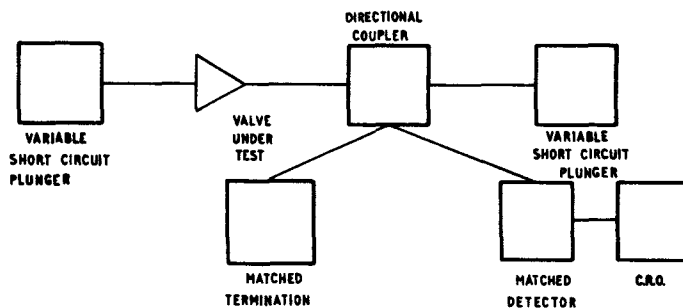 DIRECTIONAL
COUPLER
VARIABLE
SHORT CIRCUIT
PLUNGER
VALVE
UNDER
TEST
VARIABLE
SHORT CIRCUIT
PLUNGER
MATCHED
TERMINATION
MATCHED
DETECTOR
C.R.O.